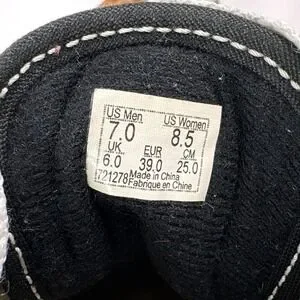 US Men US Women
7.0 8.5
UK EUR CM
6.0 39.0 25.0
721278 Made in China
Fabriqué en Chine